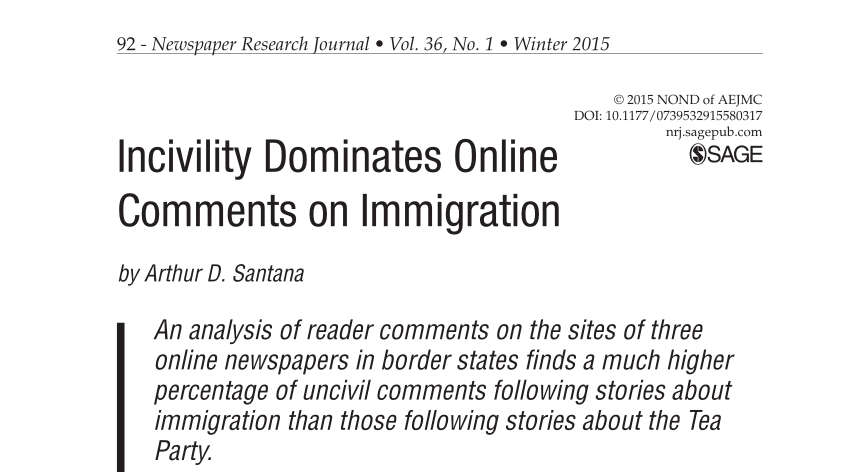 92 - Newspaper Research Journal • Vol. 36, No. 1 • Winter 2015
© 2015 NOND of AEJMC
DOI: 10.1177/0739532915580317
nrj.sagepub.com
SAGE
Incivility Dominates Online
Comments on Immigration
by Arthur D. Santana
An analysis of reader comments on the sites of three
online newspapers in border states finds a much higher
percentage of uncivil comments following stories about
immigration than those following stories about the Tea
Party.